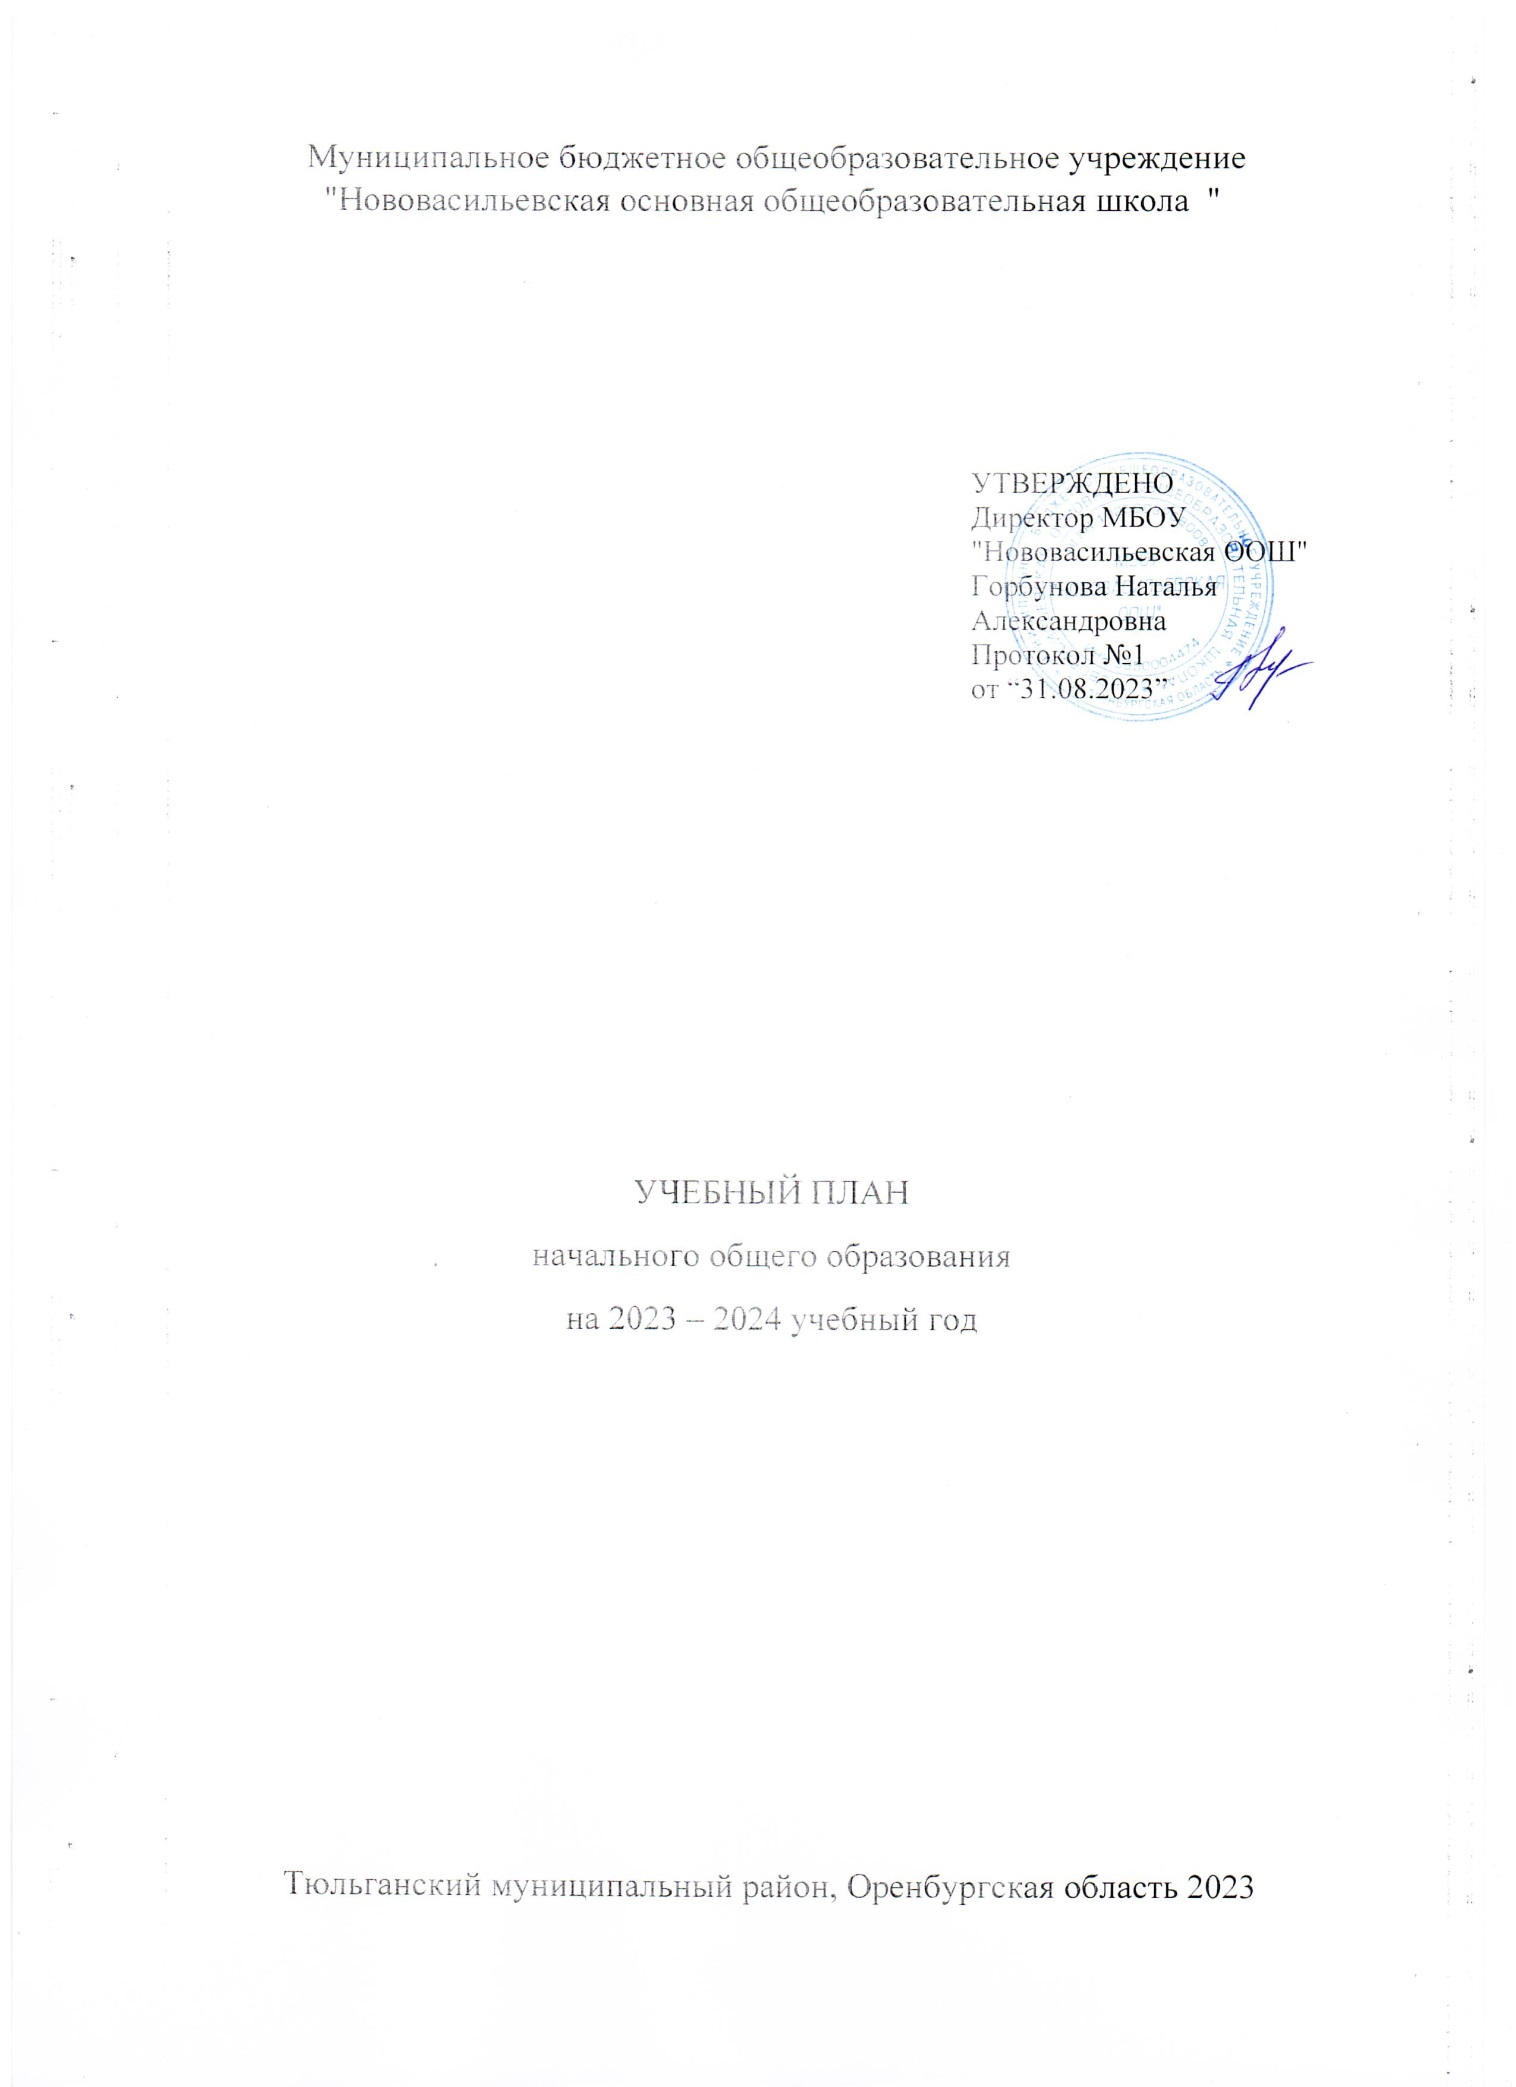 Муниципальное бюджетное общеобразовательное учреждение
"Нововасильевская основная общеобразовательная школа "
УТВЕРЖДЕНО
Директор МБОУ
"Нововасильевская ООШ"
Горбунова Наталья
Александровна
Протокол №1
от “31.08.2023”
УЧЕБНЫЙ ПЛАН
начального общего образования
на 2023 – 2024 учебный год
Тюльганский муниципальный район, Оренбургская область 2023